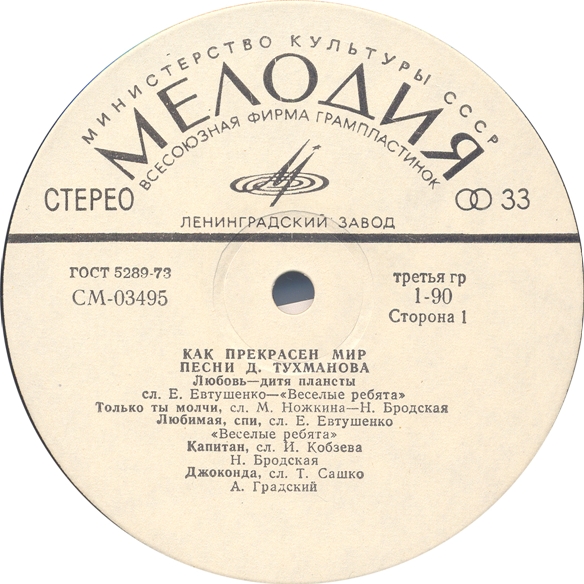 МИНИСТЕРСТВО КУЛЬТУРЫ СССР
МЕЛОДИЯ
ВСЕСОЮЗНАЯ ФИРМА ГРАМПЛАСТИНОК
СТЕРЕО
33
ЛЕНИНГРАДСКИЙ ЗАВОД
ГОСТ 5289-73
СМ-03495
третья гр
1-90
Сторона 1
КАК ПРЕКРАСЕН МИР
ПЕСНИ Д. ТУХМАНОВА
Любовь—дитя плансты
сл. Е. Евтушенко—«Веселые ребята»
Только ты молчи, сл. М. Ножкина—Н. Бродская
Любимая, спи, сл. Е. Евтушенко
«Веселые ребята»
Капитан, сл. И. Кобзева
Н. Бродская
Джоконда, сл. Т. Сашко
А. Градский